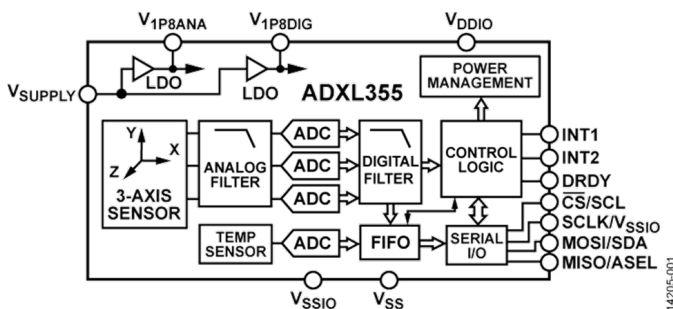 V1P8ANA
V1P8DIG
VDDIO
POWER
MANAGEMENT
LDO
LDO
ADXL355
VSUPPLY
Y
X
Z
3-AXIS
SENSOR
ANALOG
FILTER
ADC
ADC
ADC
DIGITAL
FILTER
CONTROL
LOGIC
INT1
INT2
DRDY
CS/SCL
SCLK/VSSIO
MOSI/SDA
MISO/ASEL
TEMP
SENSOR
ADC
FIFO
SERIAL
I/O
VSSIO
VSS
14205-001